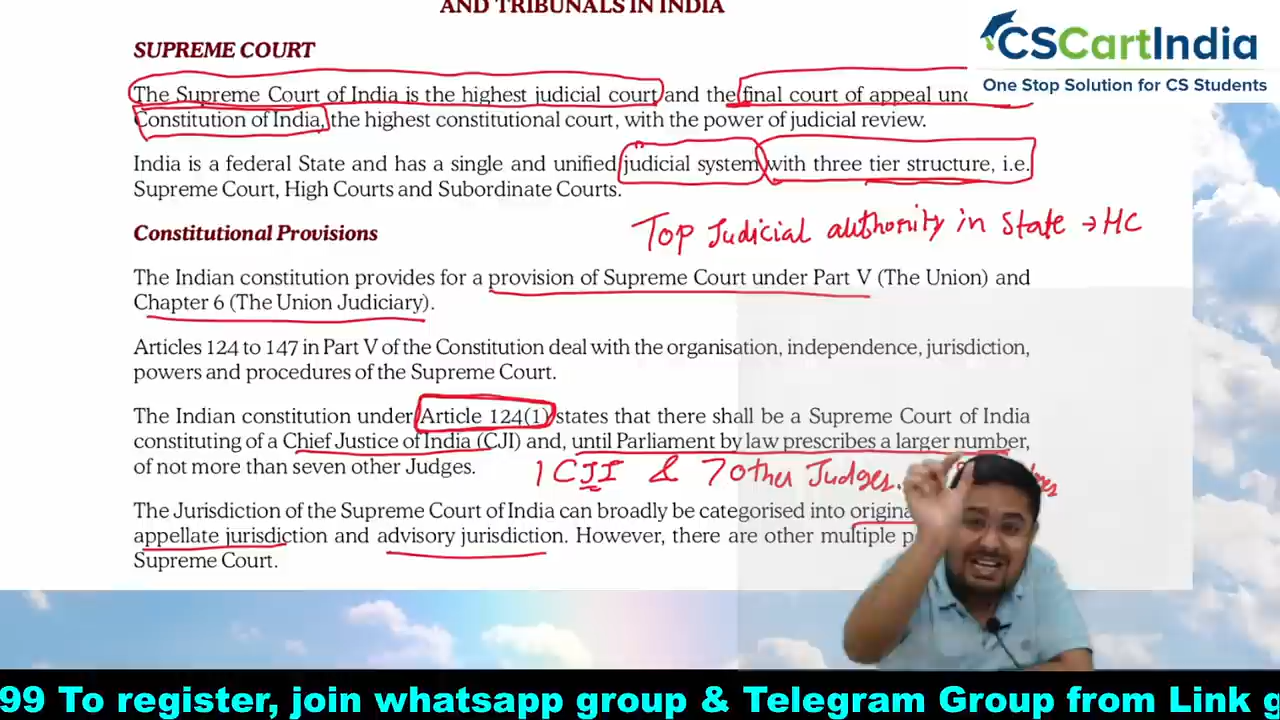 AND TRIBUNALS IN INDIA
CSCartIndia
One Stop Solution for CS Students
SUPREME COURT
The Supreme Court of India is the highest judicial court and the final court of appeal
Constitution of India, the highest constitutional court, with the power of judicial review.
India is a federal State and has a single and unified judicial system with three tier structure, i.e.
Supreme Court, High Courts and Subordinate Courts.
Top Judicial authority in State → HC
Constitutional Provisions
The Indian constitution provides for a provision of Supreme Court under Part V (The Union) and
Chapter 6 (The Union Judiciary).
Articles 124 to 147 in Part V of the Constitution deal with the organisation, independence, jurisdiction,
powers and procedures of the Supreme Court.
The Indian constitution under Article 124(1) states that there shall be a Supreme Court of India
constituting of a Chief Justice of India (CJI) and, until Parliament by law prescribes a larger number,
of not more than seven other Judges.
1 CJI & 7 Other Judges.
The Jurisdiction of the Supreme Court of India can broadly be categorised into
appellate jurisdiction and advisory jurisdiction. However, there are other multiple
Supreme Court.
99 To register, join whatsapp group & Telegram Group from Link